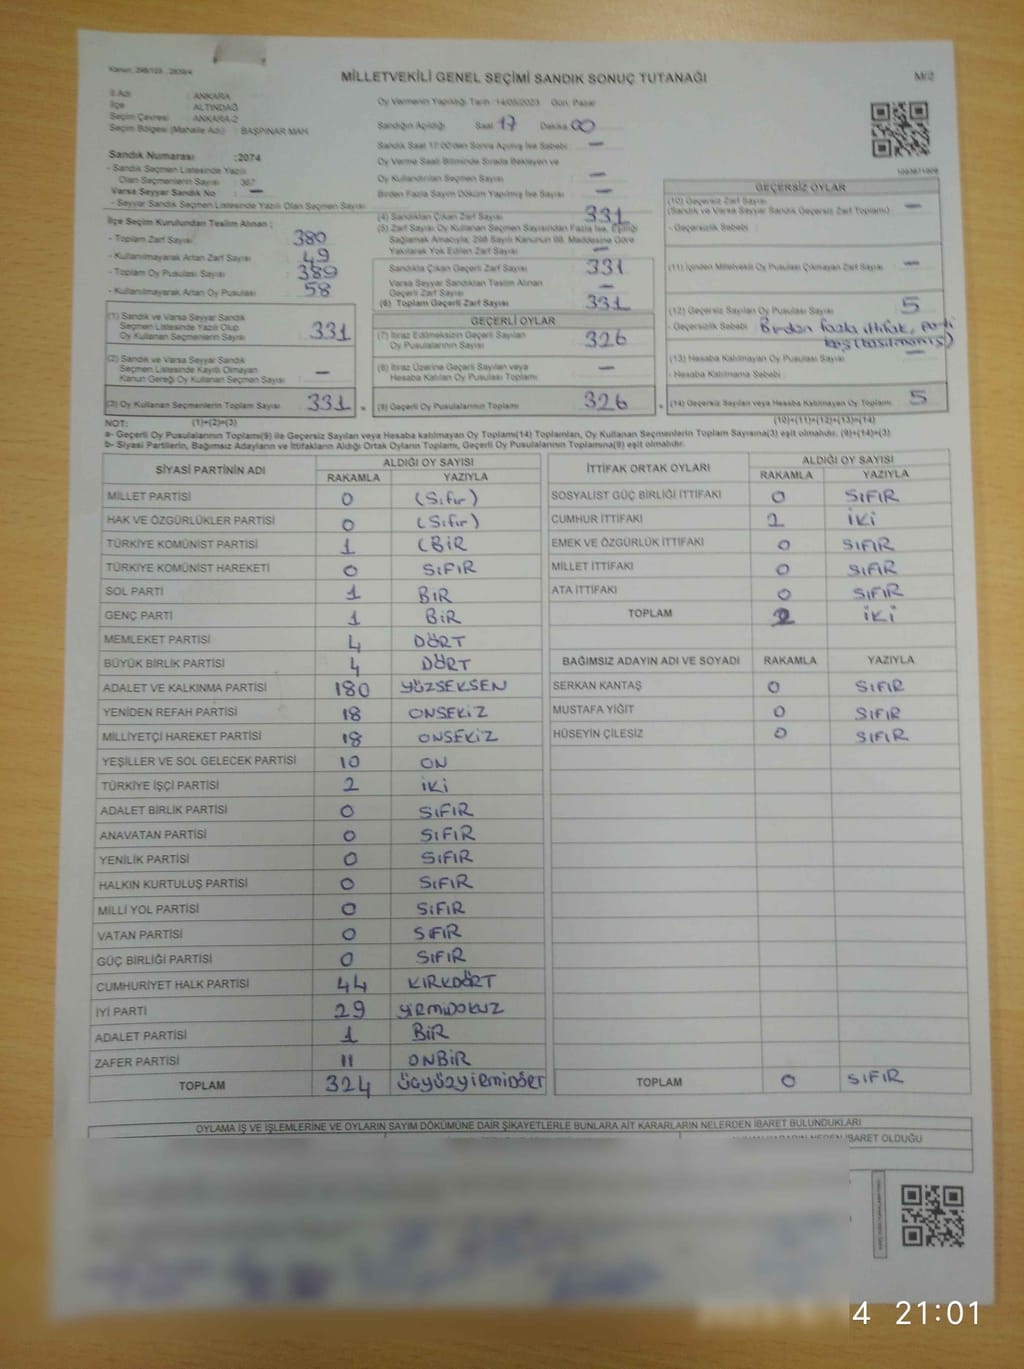 MİLLETVEKİLİ GENEL SEÇİMİ SANDIK SONUÇ TUTANAĞI
M/2
İl Adı : ANKARA
İlçe : ALTINDAĞ
Seçim Çevresi : ANKARA-2
Seçim Bölgesi (Mahalle Adı) : BAŞPINAR MAH
Sandık Numarası : 2074
- Sandık Seçmen Listesinde Yazılı
Olan Seçmenlerin Sayısı : 367
Varsa Seyyar Sandık No : —
- Seyyar Sandık Seçmen Listesinde Yazılı Olan Seçmen Sayısı
Oy Vermenin Yapıldığı Tarih : 14/05/2023 Gün: Pazar
Sandığın Açıldığı Saat 17 Dakika 00
Sandık Saat 17:00'den Sonra Açılmış İse Sebebi : —
Oy Verme Saati Bitiminde Sırada Bekleyen ve
Oy Kullandırılan Seçmen Sayısı : —
Birden Fazla Sayım Döküm Yapılmış İse Sayısı : —
İlçe Seçim Kurulundan Teslim Alınan ;
- Toplam Zarf Sayısı : 380
- Kullanılmayarak Artan Zarf Sayısı : 49
- Toplam Oy Pusulası Sayısı : 389
- Kullanılmayarak Artan Oy Pusulası : 58
(1) Sandık ve Varsa Seyyar Sandık
Seçmen Listesinde Yazılı Olup
Oy Kullanan Seçmenlerin Sayısı : 331
(2) Sandık ve Varsa Seyyar Sandık
Seçmen Listesinde Kayıtlı Olmayan
Kanun Gereği Oy Kullanan Seçmen Sayısı : —
(3) Oy Kullanan Seçmenlerin Toplam Sayısı : 331
(4) Sandıktan Çıkan Zarf Sayısı : 331
(5) Zarf Sayısı Oy Kullanan Seçmen Sayısından Fazla İse, Eşitliği
Sağlamak Amacıyla; 298 Sayılı Kanunun 98. Maddesine Göre
Yakılarak Yok Edilen Zarf Sayısı : —
Sandıkta Çıkan Geçerli Zarf Sayısı : 331
Varsa Seyyar Sandıktan Teslim Alınan
Geçerli Zarf Sayısı : —
(6) Toplam Geçerli Zarf Sayısı : 331
GEÇERLİ OYLAR
(7) İtiraz Edilmeksizin Geçerli Sayılan
Oy Pusulalarının Sayısı : 326
(8) İtiraz Üzerine Geçerli Sayılan veya
Hesaba Katılan Oy Pusulası Toplamı : —
(9) Geçerli Oy Pusulalarının Toplamı : 326
GEÇERSİZ OYLAR
(10) Geçersiz Zarf Sayısı
(Sandık ve Varsa Seyyar Sandık Geçersiz Zarf Toplamı) : —
- Geçersizlik Sebebi :
(11) İçinden Milletvekili Oy Pusulası Çıkmayan Zarf Sayısı : —
(12) Geçersiz Sayılan Oy Pusulası Sayısı : 5
- Geçersizlik Sebebi : Birden fazla ittifak, parti
(13) Hesaba Katılmayan Oy Pusulası Sayısı : —
- Hesaba Katılmama Sebebi :
(14) Geçersiz Sayılan veya Hesaba Katılmayan Oy Toplamı : 5
NOT: (1)+(2)=(3) (10)+(11)+(12)+(13)=(14)
a- Geçerli Oy Pusulalarının Toplamı(9) ile Geçersiz Sayılan veya Hesaba katılmayan Oy Toplamı(14) Toplamları, Oy Kullanan Seçmenlerin Toplam Sayısına(3) eşit olmalıdır. (9)+(14)=(3)
b- Siyasi Partilerin, Bağımsız Adayların ve İttifakların Aldığı Ortak Oyların Toplamı, Geçerli Oy Pusulalarının Toplamına(9) eşit olmalıdır.
SİYASİ PARTİNİN ADI ALDIĞI OY SAYISI
RAKAMLA YAZIYLA
MİLLET PARTİSİ 0 (Sıfır)
HAK VE ÖZGÜRLÜKLER PARTİSİ 0 (Sıfır)
TÜRKİYE KOMÜNİST PARTİSİ 1 (BİR
TÜRKİYE KOMÜNİST HAREKETİ 0 SIFIR
SOL PARTİ 1 BİR
GENÇ PARTİ 1 BİR
MEMLEKET PARTİSİ 4 DÖRT
BÜYÜK BİRLİK PARTİSİ 4 DÖRT
ADALET VE KALKINMA PARTİSİ 180 YÜZSEKSEN
YENİDEN REFAH PARTİSİ 18 ONSEKİZ
MİLLİYETÇİ HAREKET PARTİSİ 18 ONSEKİZ
YEŞİLLER VE SOL GELECEK PARTİSİ 10 ON
TÜRKİYE İŞÇİ PARTİSİ 2 İKİ
ADALET BİRLİK PARTİSİ 0 SIFIR
ANAVATAN PARTİSİ 0 SIFIR
YENİLİK PARTİSİ 0 SIFIR
HALKIN KURTULUŞ PARTİSİ 0 SIFIR
MİLLİ YOL PARTİSİ 0 SIFIR
VATAN PARTİSİ 0 SIFIR
GÜÇ BİRLİĞİ PARTİSİ 0 SIFIR
CUMHURİYET HALK PARTİSİ 44 KIRKDÖRT
İYİ PARTİ 29 YİRMİDOKUZ
ADALET PARTİSİ 1 BİR
ZAFER PARTİSİ 11 ONBİR
TOPLAM 324 üçyüzyirmidört
İTTİFAK ORTAK OYLARI ALDIĞI OY SAYISI
RAKAMLA YAZIYLA
SOSYALİST GÜÇ BİRLİĞİ İTTİFAKI 0 SIFIR
CUMHUR İTTİFAKI 2 İKİ
EMEK VE ÖZGÜRLÜK İTTİFAKI 0 SIFIR
MİLLET İTTİFAKI 0 SIFIR
ATA İTTİFAKI 0 SIFIR
TOPLAM 2 İKİ
BAĞIMSIZ ADAYIN ADI VE SOYADI RAKAMLA YAZIYLA
SERKAN KANTAŞ 0 SIFIR
MUSTAFA YİĞİT 0 SIFIR
HÜSEYİN ÇİLESİZ 0 SIFIR
TOPLAM 0 SIFIR
OYLAMA İŞ VE İŞLEMLERİNE VE OYLARIN SAYIM DÖKÜMÜNE DAİR ŞİKAYETLERLE BUNLARA AİT KARARLARIN NELERDEN İBARET BULUNDUKLARI
İBARET OLDUĞU
4 21:01